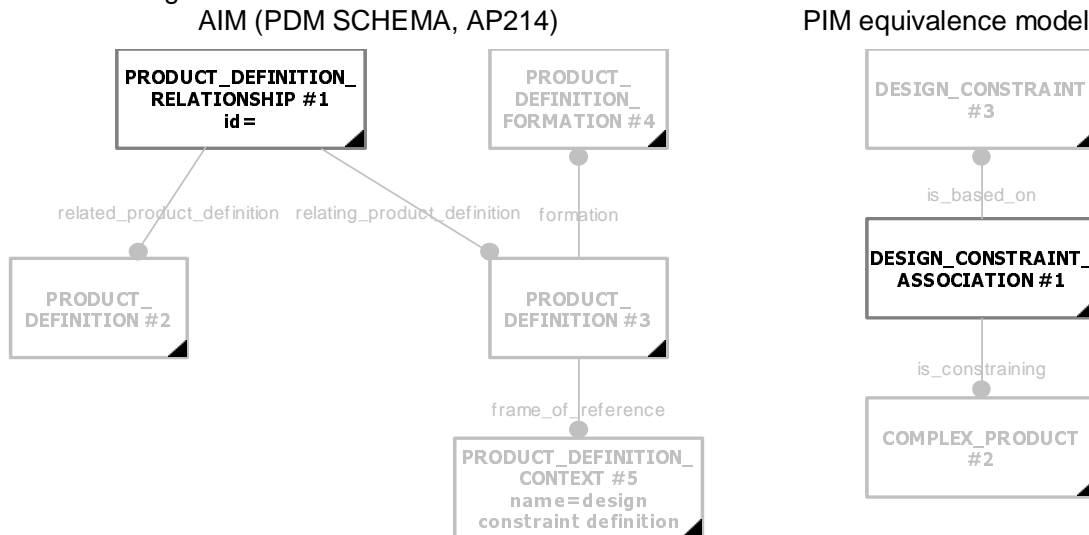 AIM (PDM SCHEMA, AP214)
PIM equivalence model
PRODUCT_DEFINITION_
RELATIONSHIP #1
id=
PRODUCT_
DEFINITION_
FORMATION #4
DESIGN_CONSTRAINT
#3
related_product_definition
relating_product_definition
formation
is_based_on
PRODUCT_
DEFINITION #2
PRODUCT_
DEFINITION #3
DESIGN_CONSTRAINT_
ASSOCIATION #1
frame_of_reference
is_constraining
PRODUCT_DEFINITION_
CONTEXT #5
name=design
constraint definition
COMPLEX_PRODUCT
#2